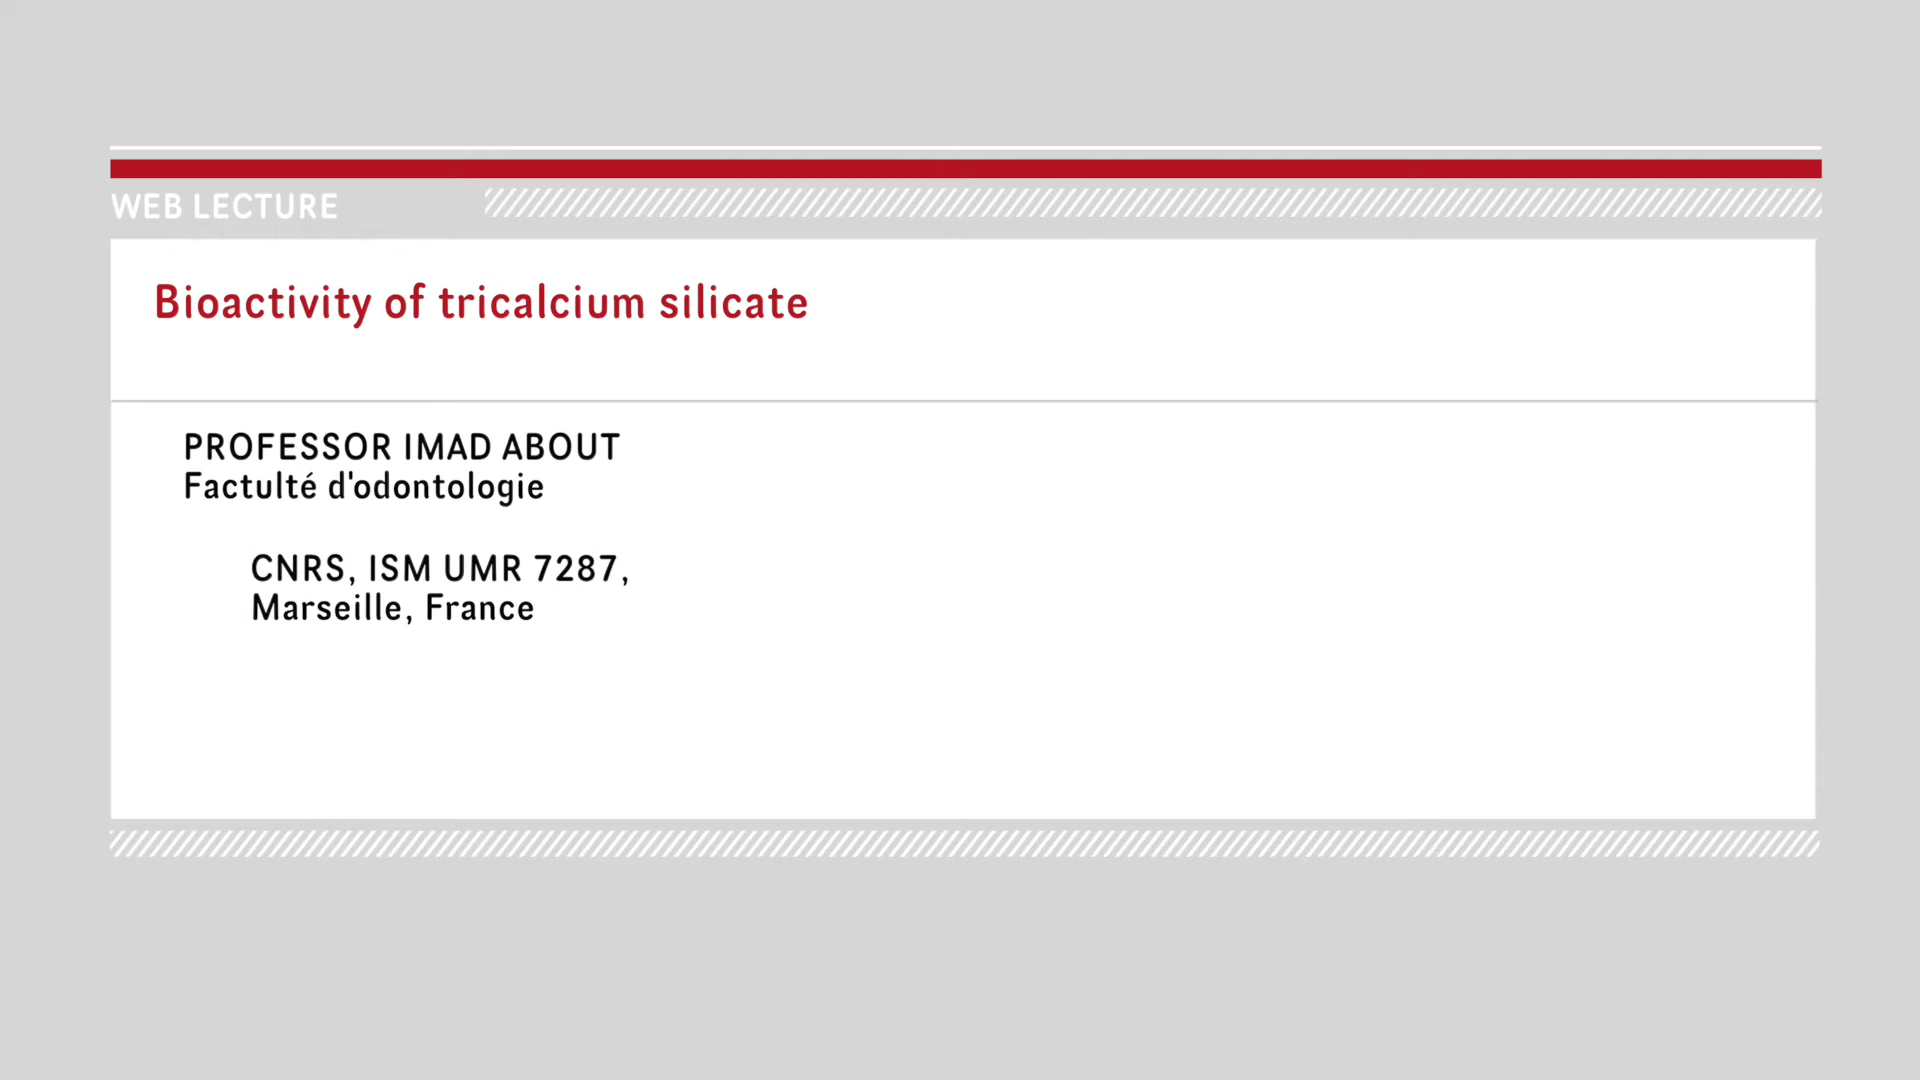 WEB LECTURE
Bioactivity of tricalcium silicate
PROFESSOR IMAD ABOUT
Factulté d'odontologie
CNRS, ISM UMR 7287,
Marseille, France